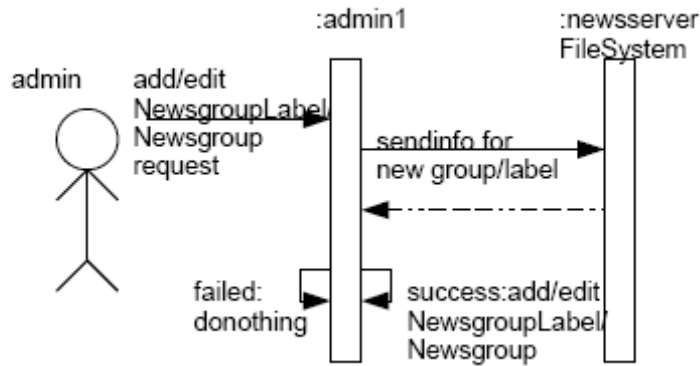 :admin1
:newsserver
FileSystem
admin
add/edit
NewsgroupLabel/
Newsgroup
request
sendinfo for
new group/label
failed:
donothing
success:add/edit
NewsgroupLabel/
Newsgroup